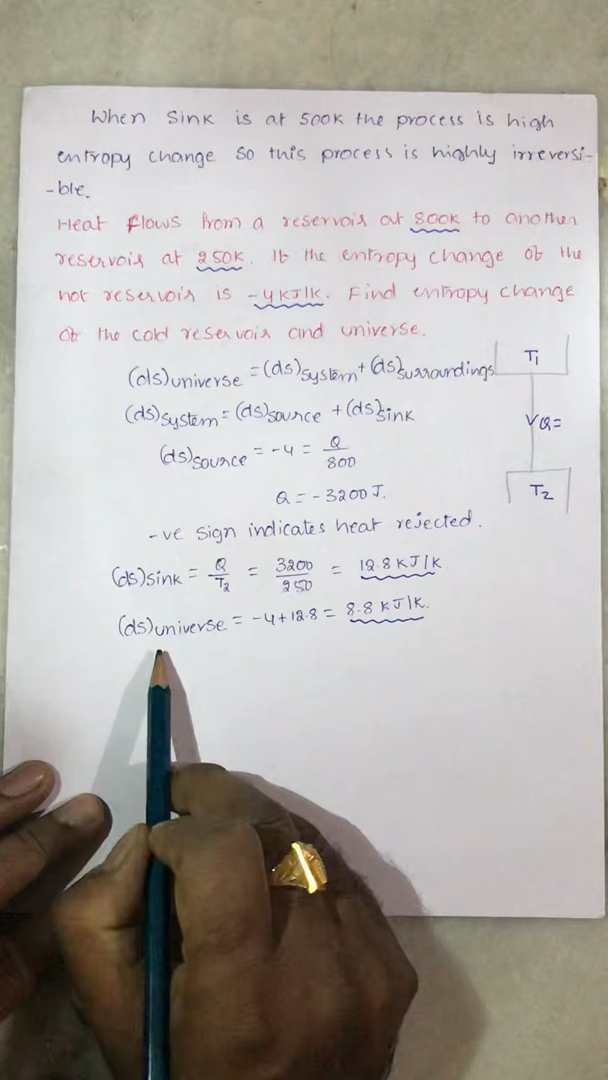 When sink is at 500K the process is high
entropy change so this process is highly irreversi-
-ble.
Heat flows from a reservoir at 800K to another
reservoir at 250K. If the entropy change of the
hot reservoir is -4KJ/K. Find entropy change
of the cold reservoir and universe.
(ds)universe = (ds)system + (ds)surroundings
(ds)system = (ds)source + (ds)sink
(ds)source = -4 = Q/800
Q = -3200 J.
-ve sign indicates heat rejected.
(ds)sink = Q/T2 = 3200/250 = 12.8 KJ/K.
(ds)universe = -4+12.8 = 8.8 KJ/K.
T1
Q=
T2